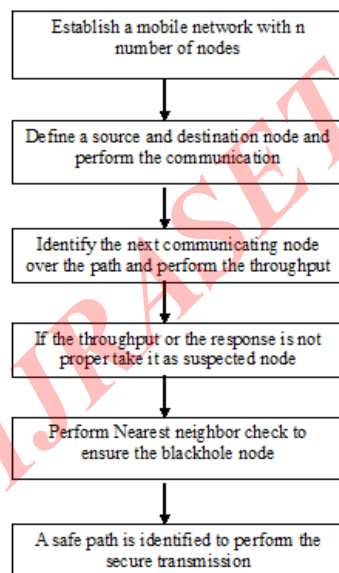 Establish a mobile network with n
number of nodes
Define a source and destination node and
perform the communication
Identify the next communicating node
over the path and perform the throughput
If the throughput or the response is not
proper take it as suspected node
Perform Nearest neighbor check to
ensure the blackhole node
A safe path is identified to perform the
secure transmission
IJRASET